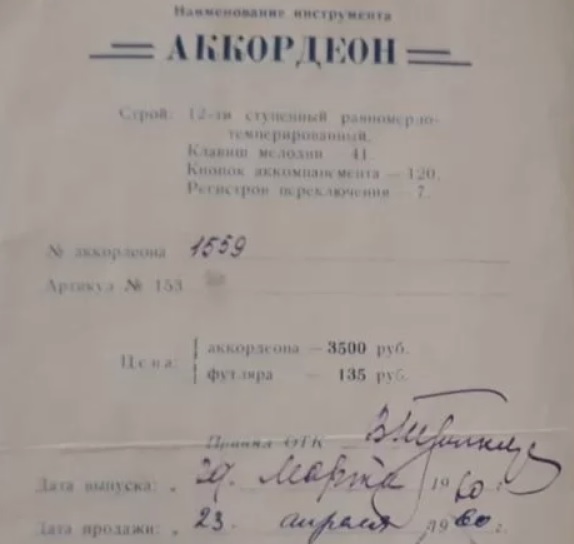 Наименование инструмента
АККОРДЕОН
Строй: 12-ти ступенный равномерно-
темперированный.
Клавиш мелодии — 41.
Кнопок аккомпанемента — 120.
Регистров переключения — 7.
№ аккордеона 1559
Артикул № 153
Цена: аккордеона — 3500 руб.
футляра — 135 руб.
Принял ОТК
Дата выпуска: „ 29. Марта 1960 г.
Дата продажи: „ 23. апреля 1960 г.